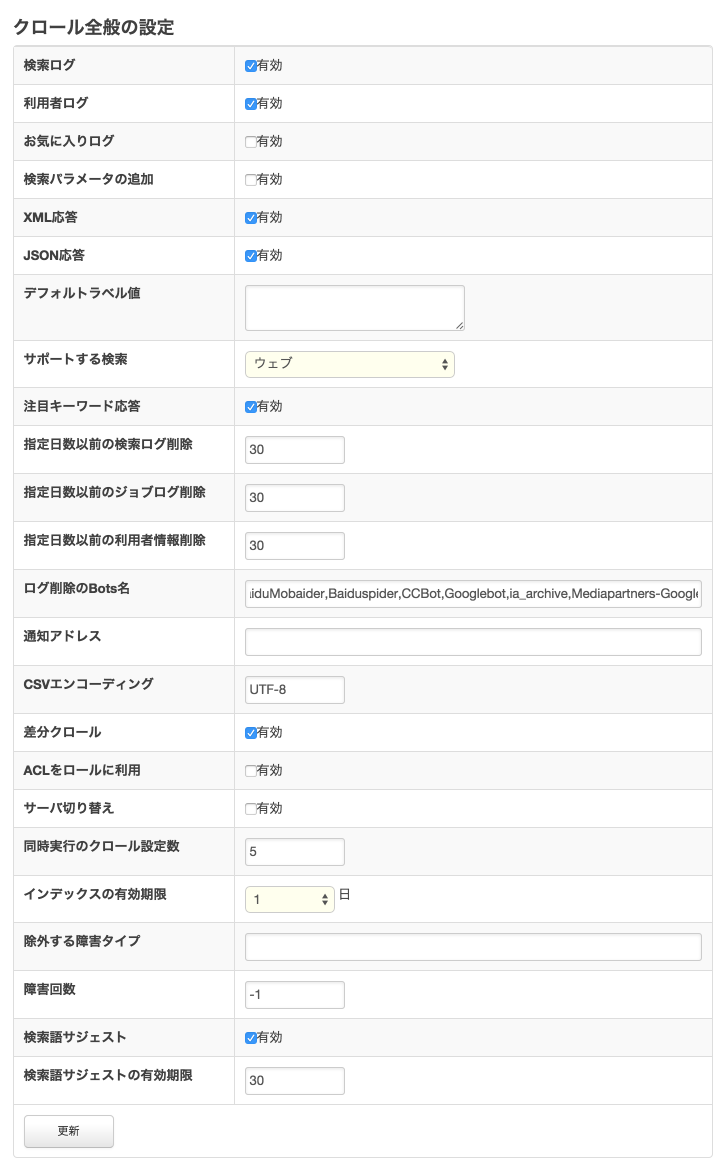 クロール全般の設定
検索ログ 有効
利用者ログ 有効
お気に入りログ 有効
検索パラメータの追加 有効
XML応答 有効
JSON応答 有効
デフォルトラベル値
サポートする検索 ウェブ
注目キーワード応答 有効
指定日数以前の検索ログ削除 30
指定日数以前のジョブログ削除 30
指定日数以前の利用者情報削除 30
ログ削除のBots名 iduMobaider,Baiduspider,CCBot,Googlebot,ia_archive,Mediapartners-Google
通知アドレス
CSVエンコーディング UTF-8
差分クロール 有効
ACLをロールに利用 有効
サーバ切り替え 有効
同時実行のクロール設定数 5
インデックスの有効期限 1 日
除外する障害タイプ
障害回数 -1
検索語サジェスト 有効
検索語サジェストの有効期限 30
更新